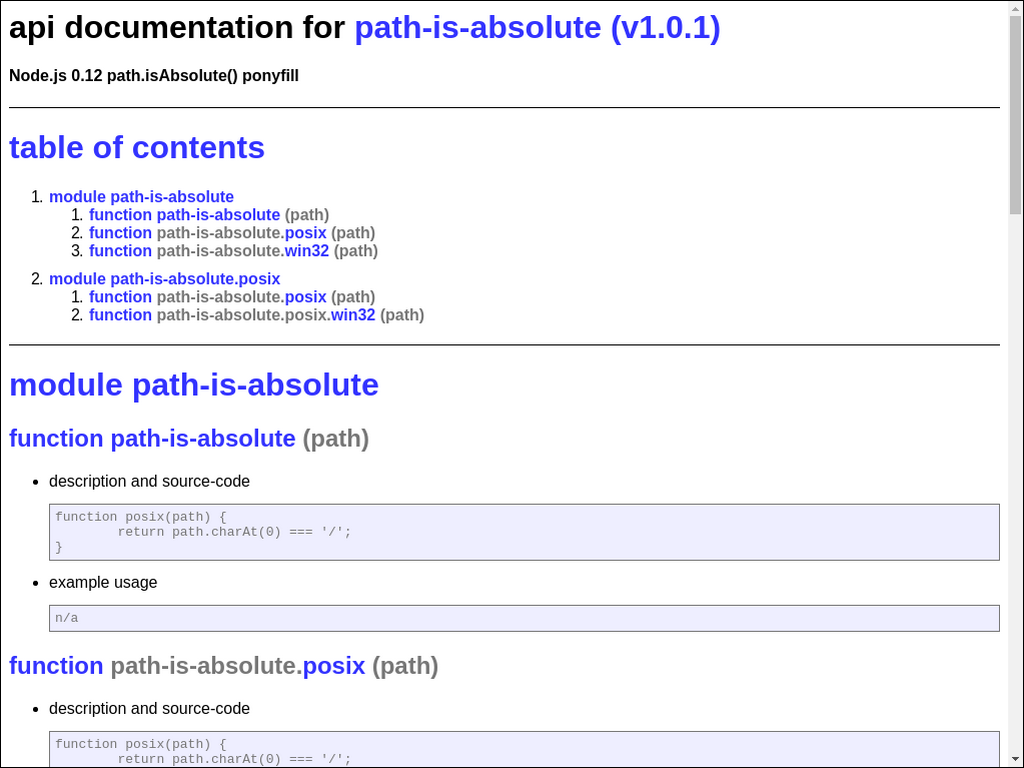 api documentation for path-is-absolute (v1.0.1)
Node.js 0.12 path.isAbsolute() ponyfill
table of contents
1. module path-is-absolute
1. function path-is-absolute (path)
2. function path-is-absolute.posix (path)
3. function path-is-absolute.win32 (path)
2. module path-is-absolute.posix
1. function path-is-absolute.posix (path)
2. function path-is-absolute.posix.win32 (path)
module path-is-absolute
function path-is-absolute (path)
• description and source-code
function posix(path) {
        return path.charAt(0) === '/';
}
• example usage
n/a
function path-is-absolute.posix (path)
• description and source-code
function posix(path) {
        return path.charAt(0) === '/';